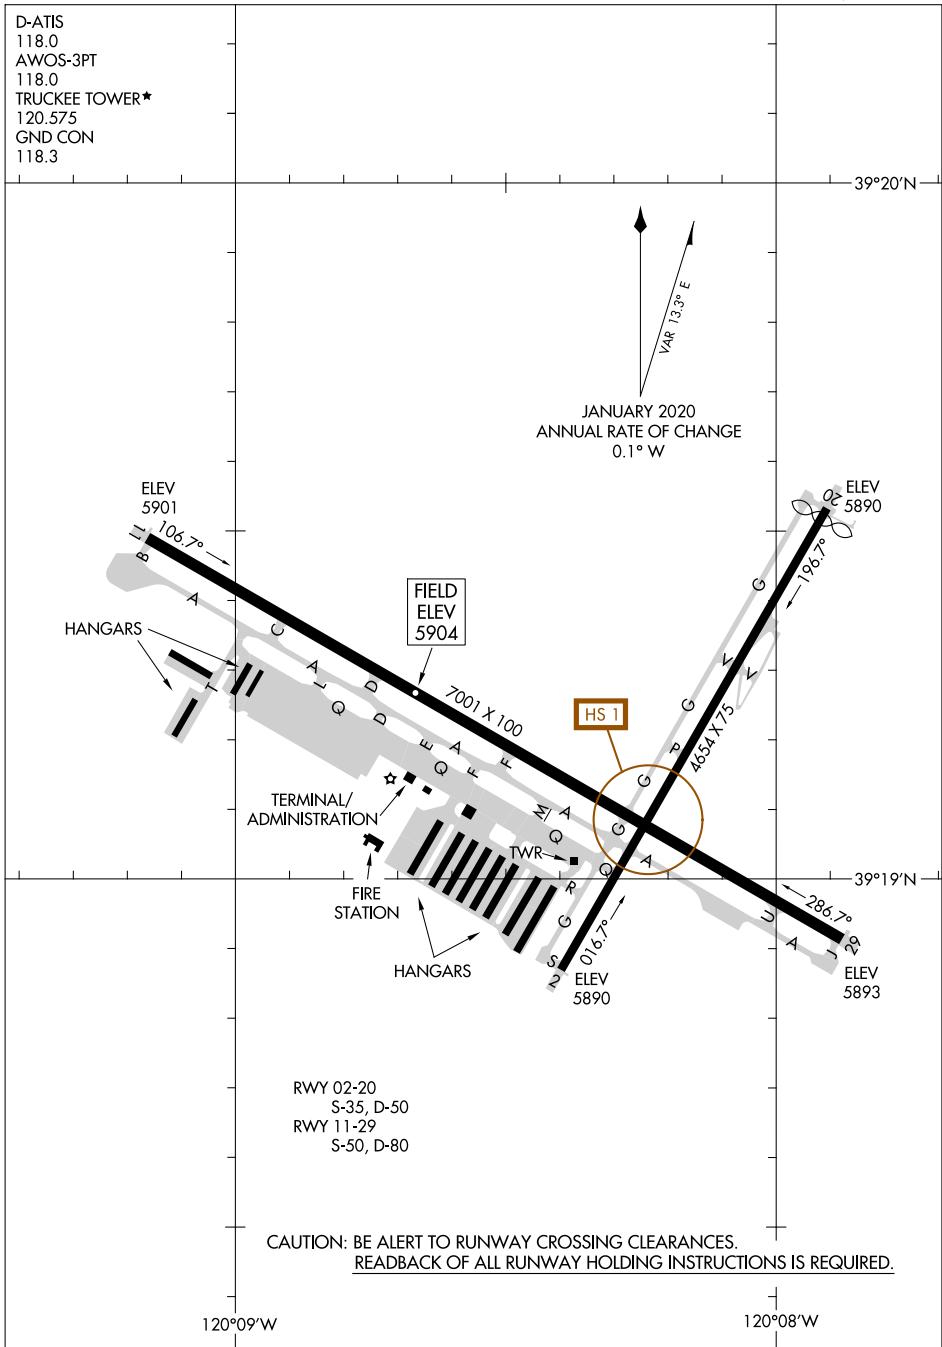 D-ATIS
118.0
AWOS-3PT
118.0
TRUCKEE TOWER★
120.575
GND CON
118.3
39°20'N
VAR 13.3° E
JANUARY 2020
ANNUAL RATE OF CHANGE
0.1° W
ELEV
5901
11
106.7°
B
A
C
A
L
Q
D
D
HANGARS
T
FIELD
ELEV
5904
7001 X 100
E
A
Q
F
F
M
A
Q
20
ELEV
5890
196.7°
G
V
V
G
4654 X 75
P
G
HS 1
G
A
Q
R
G
TERMINAL/
ADMINISTRATION
TWR
FIRE
STATION
HANGARS
39°19'N
S
2
016.7°
ELEV
5890
286.7°
U
A
J
29
ELEV
5893
RWY 02-20
S-35, D-50
RWY 11-29
S-50, D-80
CAUTION: BE ALERT TO RUNWAY CROSSING CLEARANCES.
READBACK OF ALL RUNWAY HOLDING INSTRUCTIONS IS REQUIRED.
120°09'W
120°08'W